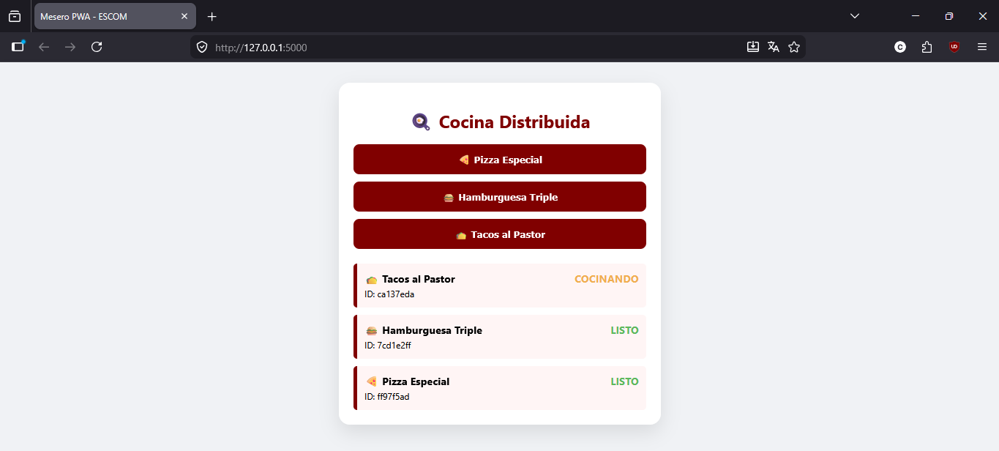 Mesero PWA - ESCOM
http://127.0.0.1:5000
Cocina Distribuida
Pizza Especial
Hamburguesa Triple
Tacos al Pastor
Tacos al Pastor COCINANDO
ID: ca137eda
Hamburguesa Triple LISTO
ID: 7cd1e2ff
Pizza Especial LISTO
ID: ff97f5ad